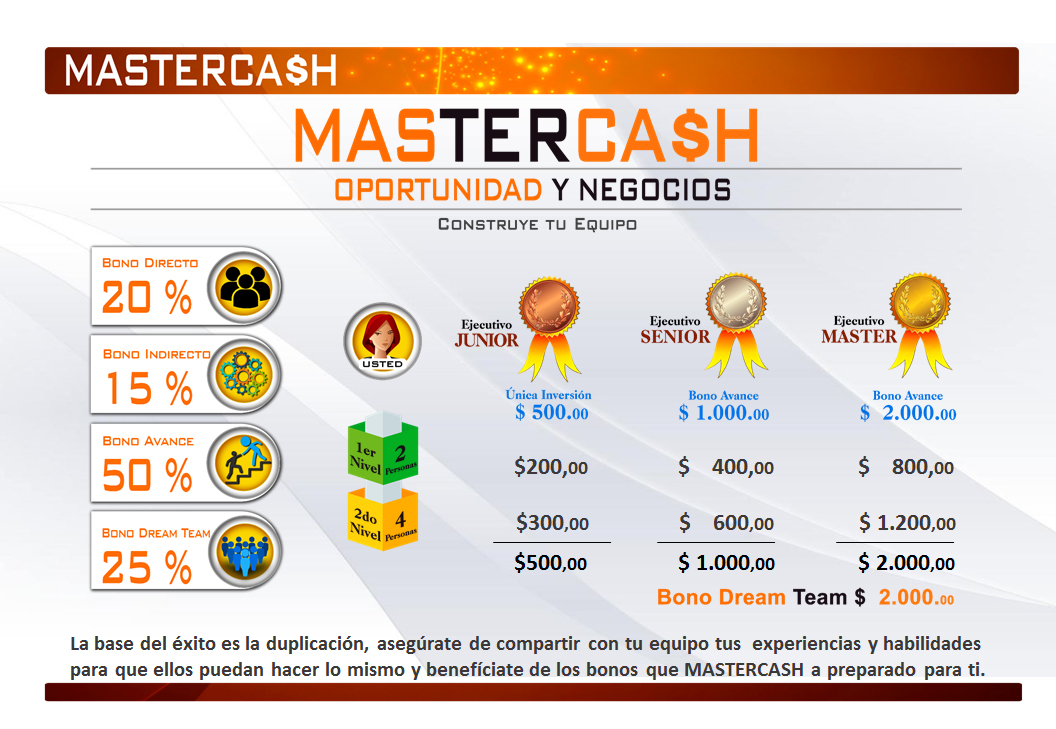 MASTERCA$H
MASTERCA$H
OPORTUNIDAD Y NEGOCIOS
CONSTRUYE TU EQUIPO
BONO DIRECTO
20 %
BONO INDIRECTO
15 %
BONO AVANCE
50 %
BONO DREAM TEAM
25 %
USTED
1er
Nivel
2
Personas
2do
Nivel
4
Personas
Ejecutivo
JUNIOR
Única Inversión
$ 500.00
Ejecutivo
SENIOR
Bono Avance
$ 1.000.00
Ejecutivo
MASTER
Bono Avance
$ 2.000.00
$200,00 $ 400,00 $ 800,00
$300,00 $ 600,00 $ 1.200,00
$500,00 $ 1.000,00 $ 2.000,00
Bono Dream Team $ 2.000.00
La base del éxito es la duplicación, asegúrate de compartir con tu equipo tus experiencias y habilidades
para que ellos puedan hacer lo mismo y benefíciate de los bonos que MASTERCASH a preparado para ti.